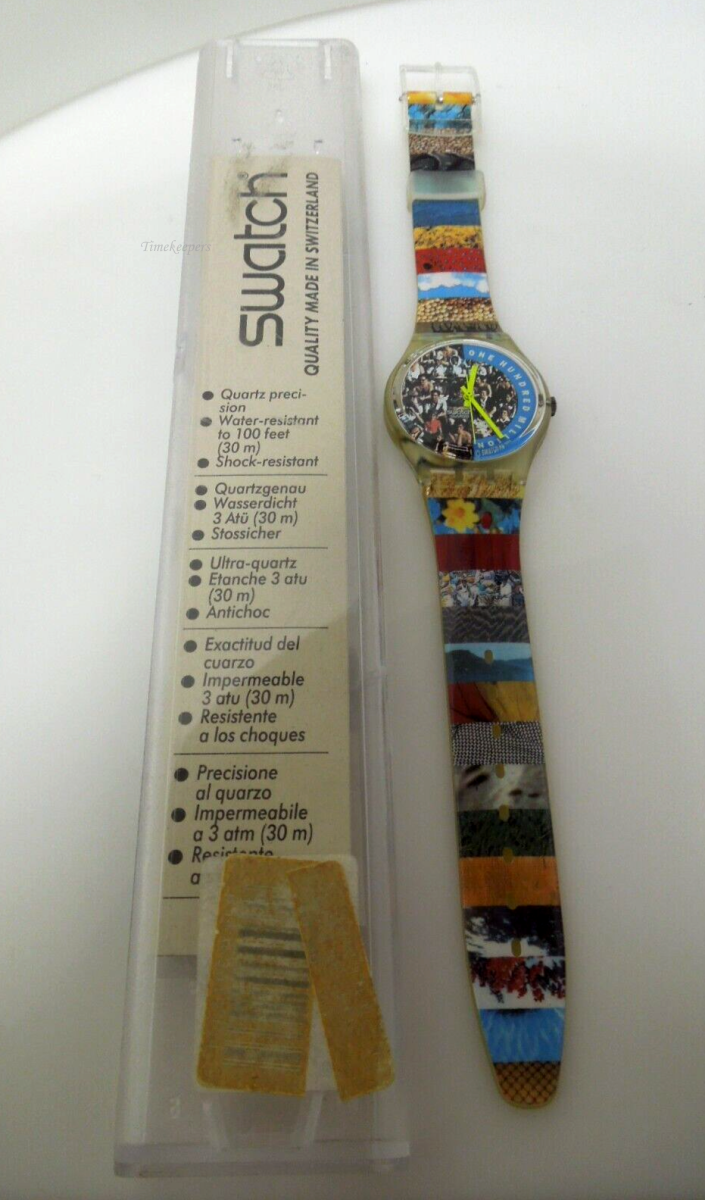 Timekeepers
swatch®
QUALITY MADE IN SWITZERLAND
● Quartz preci-
sion
● Water-resistant
to 100 feet
(30 m)
● Shock-resistant
● Quartzgenau
● Wasserdicht
3 Atü (30 m)
● Stossicher
● Ultra-quartz
● Etanche 3 atu
(30 m)
● Antichoc
● Exactitud del
cuarzo
● Impermeable
3 atu (30 m)
● Resistente
a los choques
● Precisione
al quarzo
● Impermeabile
a 3 atm (30 m)
● Resistente
a
ONE HUNDRED MILLION